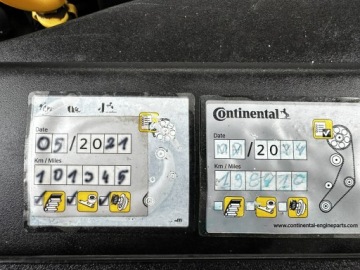 Date
05/2021
Km / Miles
101345
Continental
Date
/2024
Km / Miles
www.continental-engineparts.com